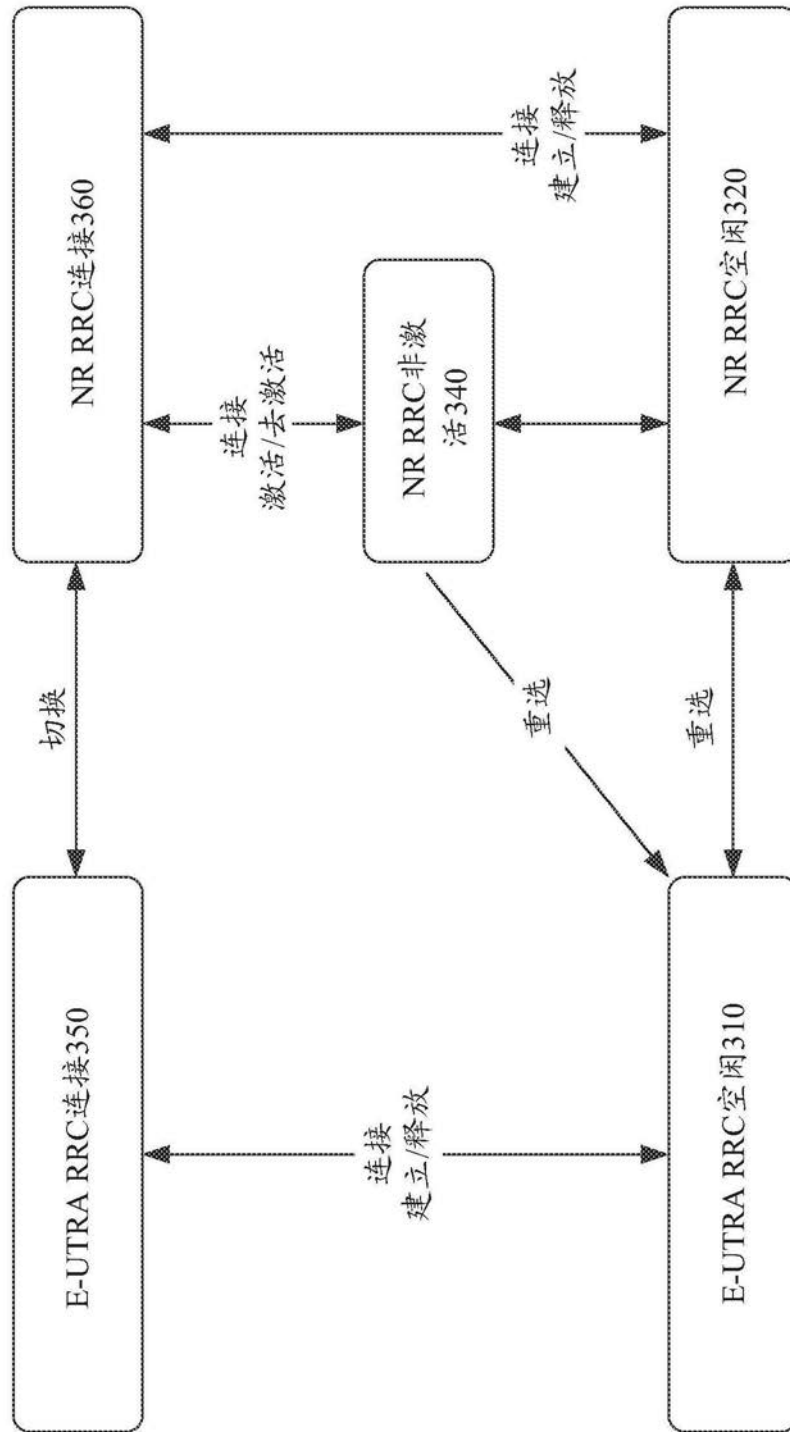 E-UTRA RRC连接350
切换
NR RRC连接360
连接
建立/释放
连接
激活/去激活
连接
建立/释放
NR RRC非激
活340
重选
E-UTRA RRC空闲310
重选
NR RRC空闲320